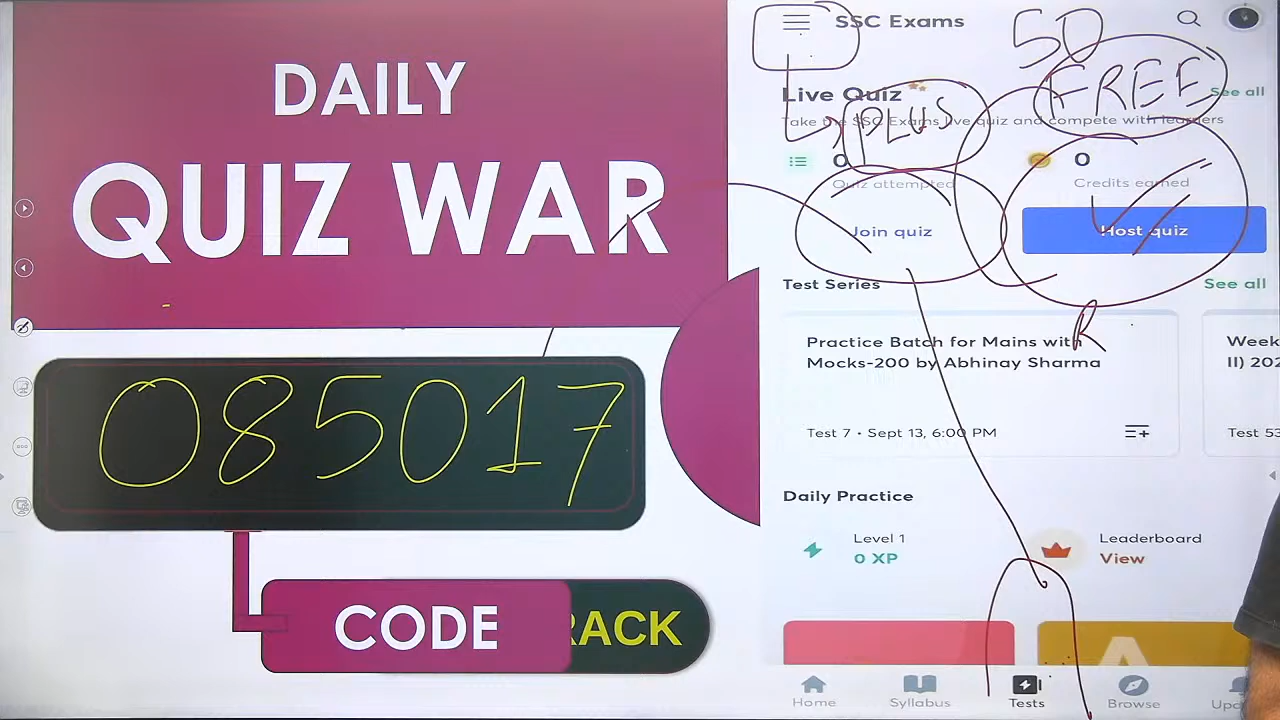 DAILY
QUIZ WAR
085017
CODE
RACK
SSC Exams
50
FREE
Live Quiz
See all
PLUS
Take the SSC Exams live quiz and compete with learners
0
0
Quiz attempted
Credits earned
Join quiz
Host quiz
Test Series
See all
R
Practice Batch for Mains with
Mocks-200 by Abhinay Sharma
Week
II) 202
Test 7 • Sept 13, 6:00 PM
Test 53
Daily Practice
Level 1
0 XP
Leaderboard
View
A
Home
Syllabus
Tests
Browse